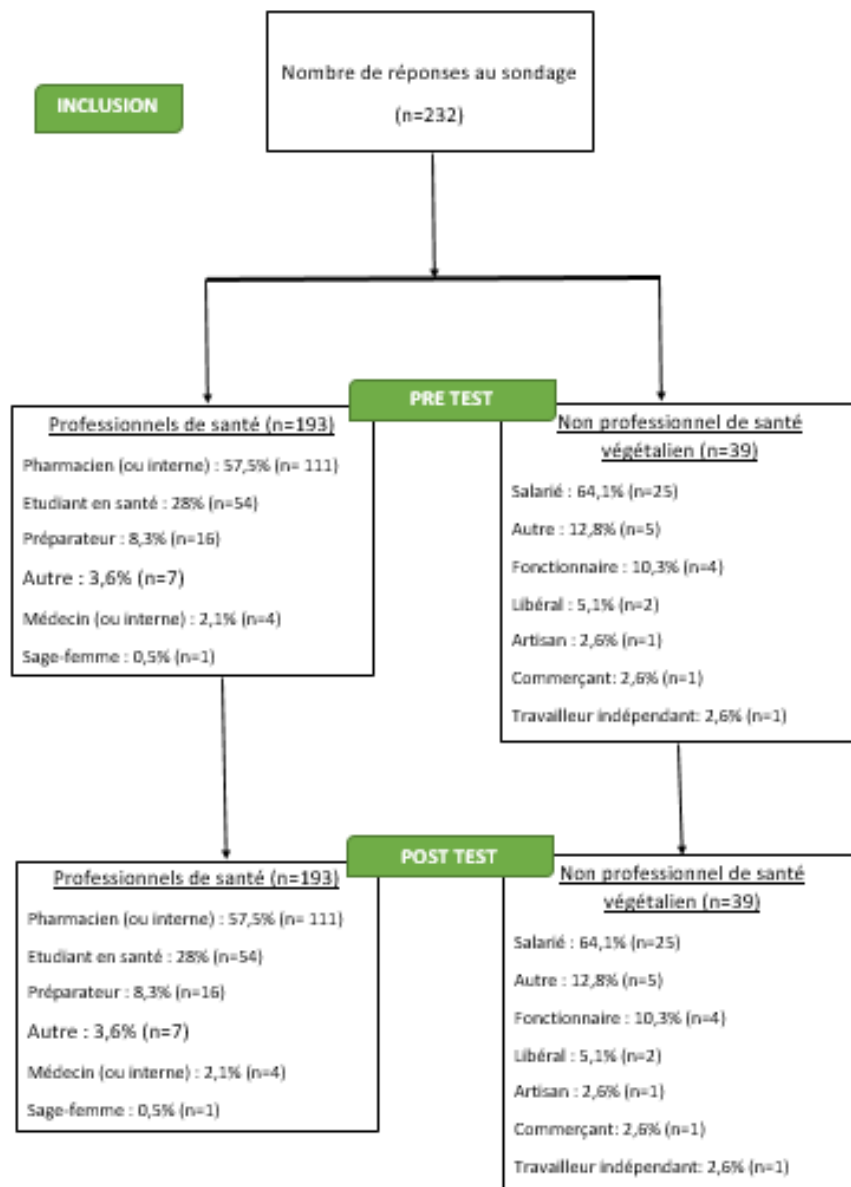 Nombre de réponses au sondage
(n=232)
INCLUSION
PRE TEST
Professionnels de santé (n=193)
Pharmacien (ou interne) : 57,5% (n= 111)
Etudiant en santé : 28% (n=54)
Préparateur : 8,3% (n=16)
Autre : 3,6% (n=7)
Médecin (ou interne) : 2,1% (n=4)
Sage-femme : 0,5% (n=1)
Non professionnel de santé
végétalien (n=39)
Salarié : 64,1% (n=25)
Autre : 12,8% (n=5)
Fonctionnaire : 10,3% (n=4)
Libéral : 5,1% (n=2)
Artisan : 2,6% (n=1)
Commerçant: 2,6% (n=1)
Travailleur indépendant: 2,6% (n=1)
POST TEST
Professionnels de santé (n=193)
Pharmacien (ou interne) : 57,5% (n= 111)
Etudiant en santé : 28% (n=54)
Préparateur : 8,3% (n=16)
Autre : 3,6% (n=7)
Médecin (ou interne) : 2,1% (n=4)
Sage-femme : 0,5% (n=1)
Non professionnel de santé
végétalien (n=39)
Salarié : 64,1% (n=25)
Autre : 12,8% (n=5)
Fonctionnaire : 10,3% (n=4)
Libéral : 5,1% (n=2)
Artisan : 2,6% (n=1)
Commerçant: 2,6% (n=1)
Travailleur indépendant: 2,6% (n=1)